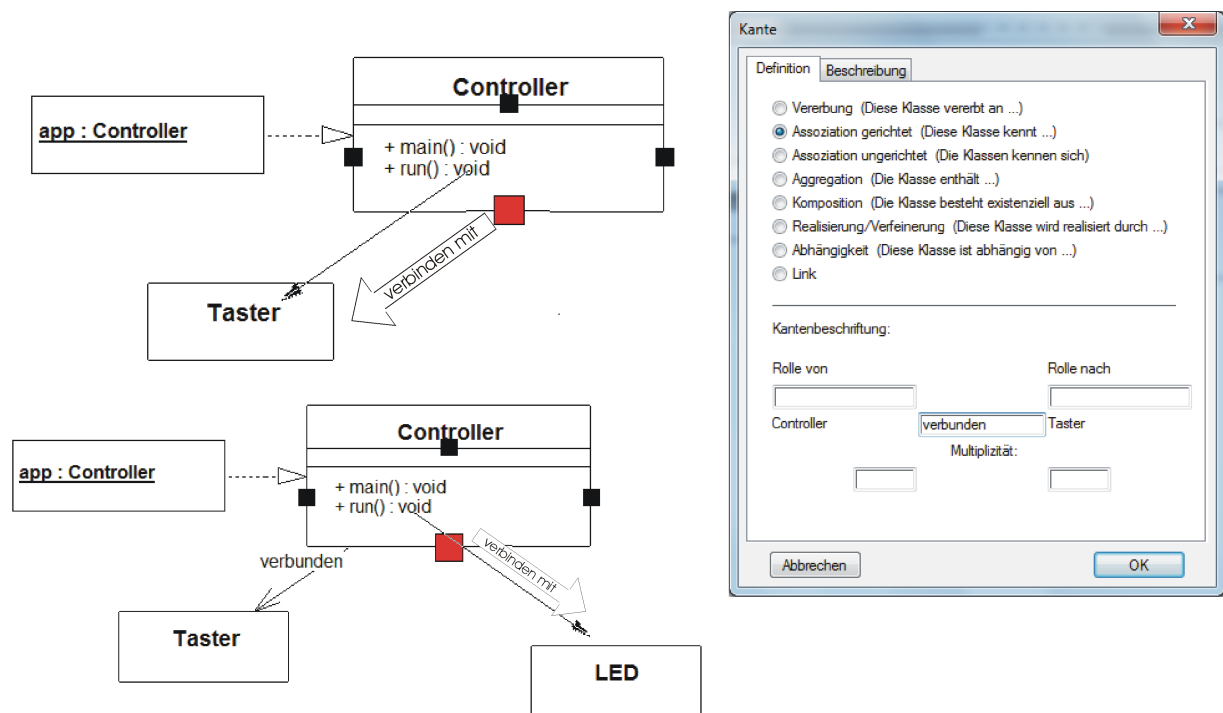 Controller
app : Controller
+ main() : void
+ run() : void
verbinden mit
Taster
Controller
app : Controller
+ main() : void
+ run() : void
verbunden
verbinden mit
Taster
LED
Kante
Definition Beschreibung
Vererbung (Diese Klasse vererbt an ...)
Assoziation gerichtet (Diese Klasse kennt ...)
Assoziation ungerichtet (Die Klassen kennen sich)
Aggregation (Die Klasse enthält ...)
Komposition (Die Klasse besteht existenziell aus ...)
Realisierung/Verfeinerung (Diese Klasse wird realisiert durch ...)
Abhängigkeit (Diese Klasse ist abhängig von ...)
Link
Kantenbeschriftung:
Rolle von Rolle nach
Controller verbunden Taster
Multiplizität:
Abbrechen OK